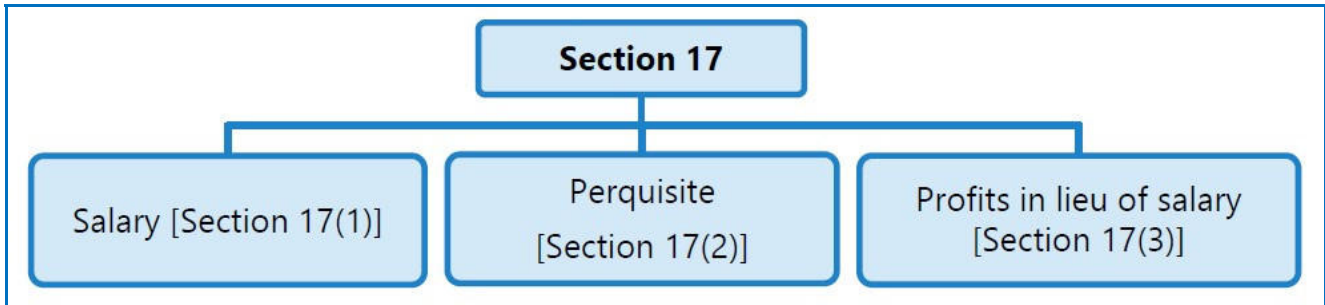 Section 17
Salary [Section 17(1)]
Perquisite
[Section 17(2)]
Profits in lieu of salary
[Section 17(3)]